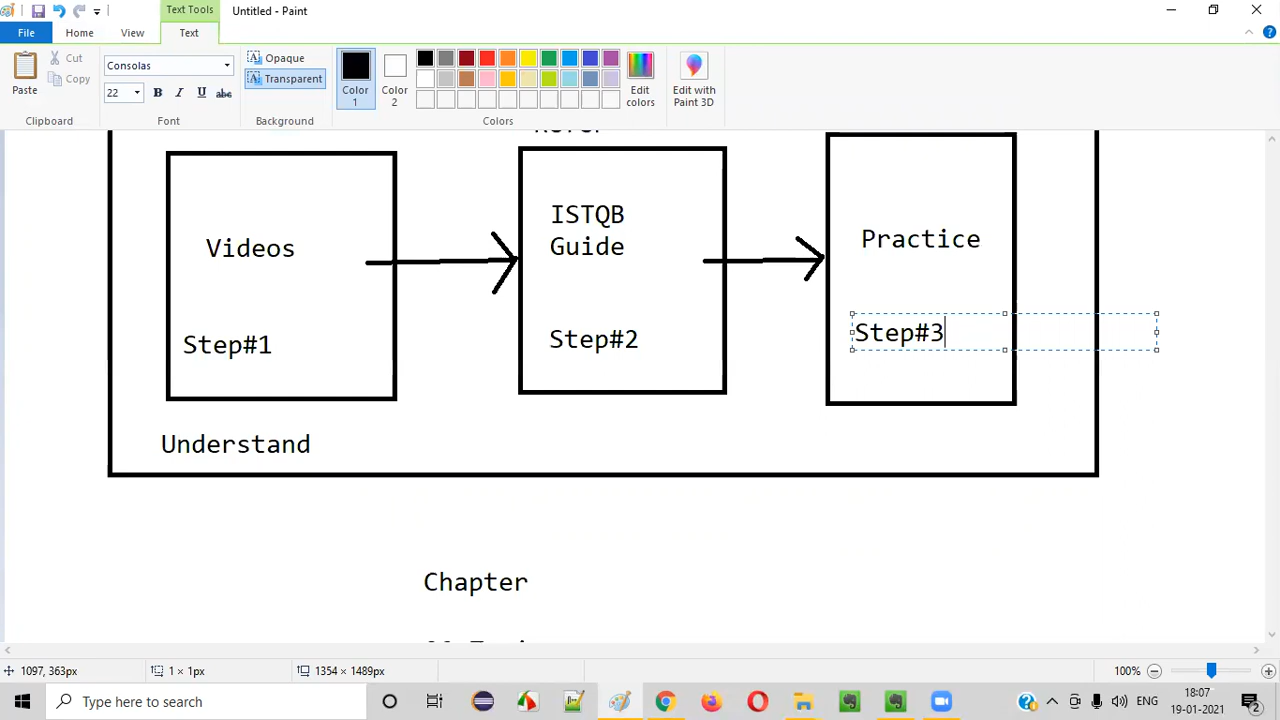 Text Tools
Untitled - Paint
File
Home
View
Text
Paste
Cut
Copy
Clipboard
Consolas
22
B I U abc
Font
Opaque
Transparent
Background
Color 1
Color 2
Edit colors
Colors
Edit with Paint 3D
Videos
Step#1
ISTQB
Guide
Step#2
Practice
Step#3
Understand
Chapter
1097, 363px
1 × 1px
1354 × 1489px
100%
Type here to search
ENG
18:07
19-01-2021
2